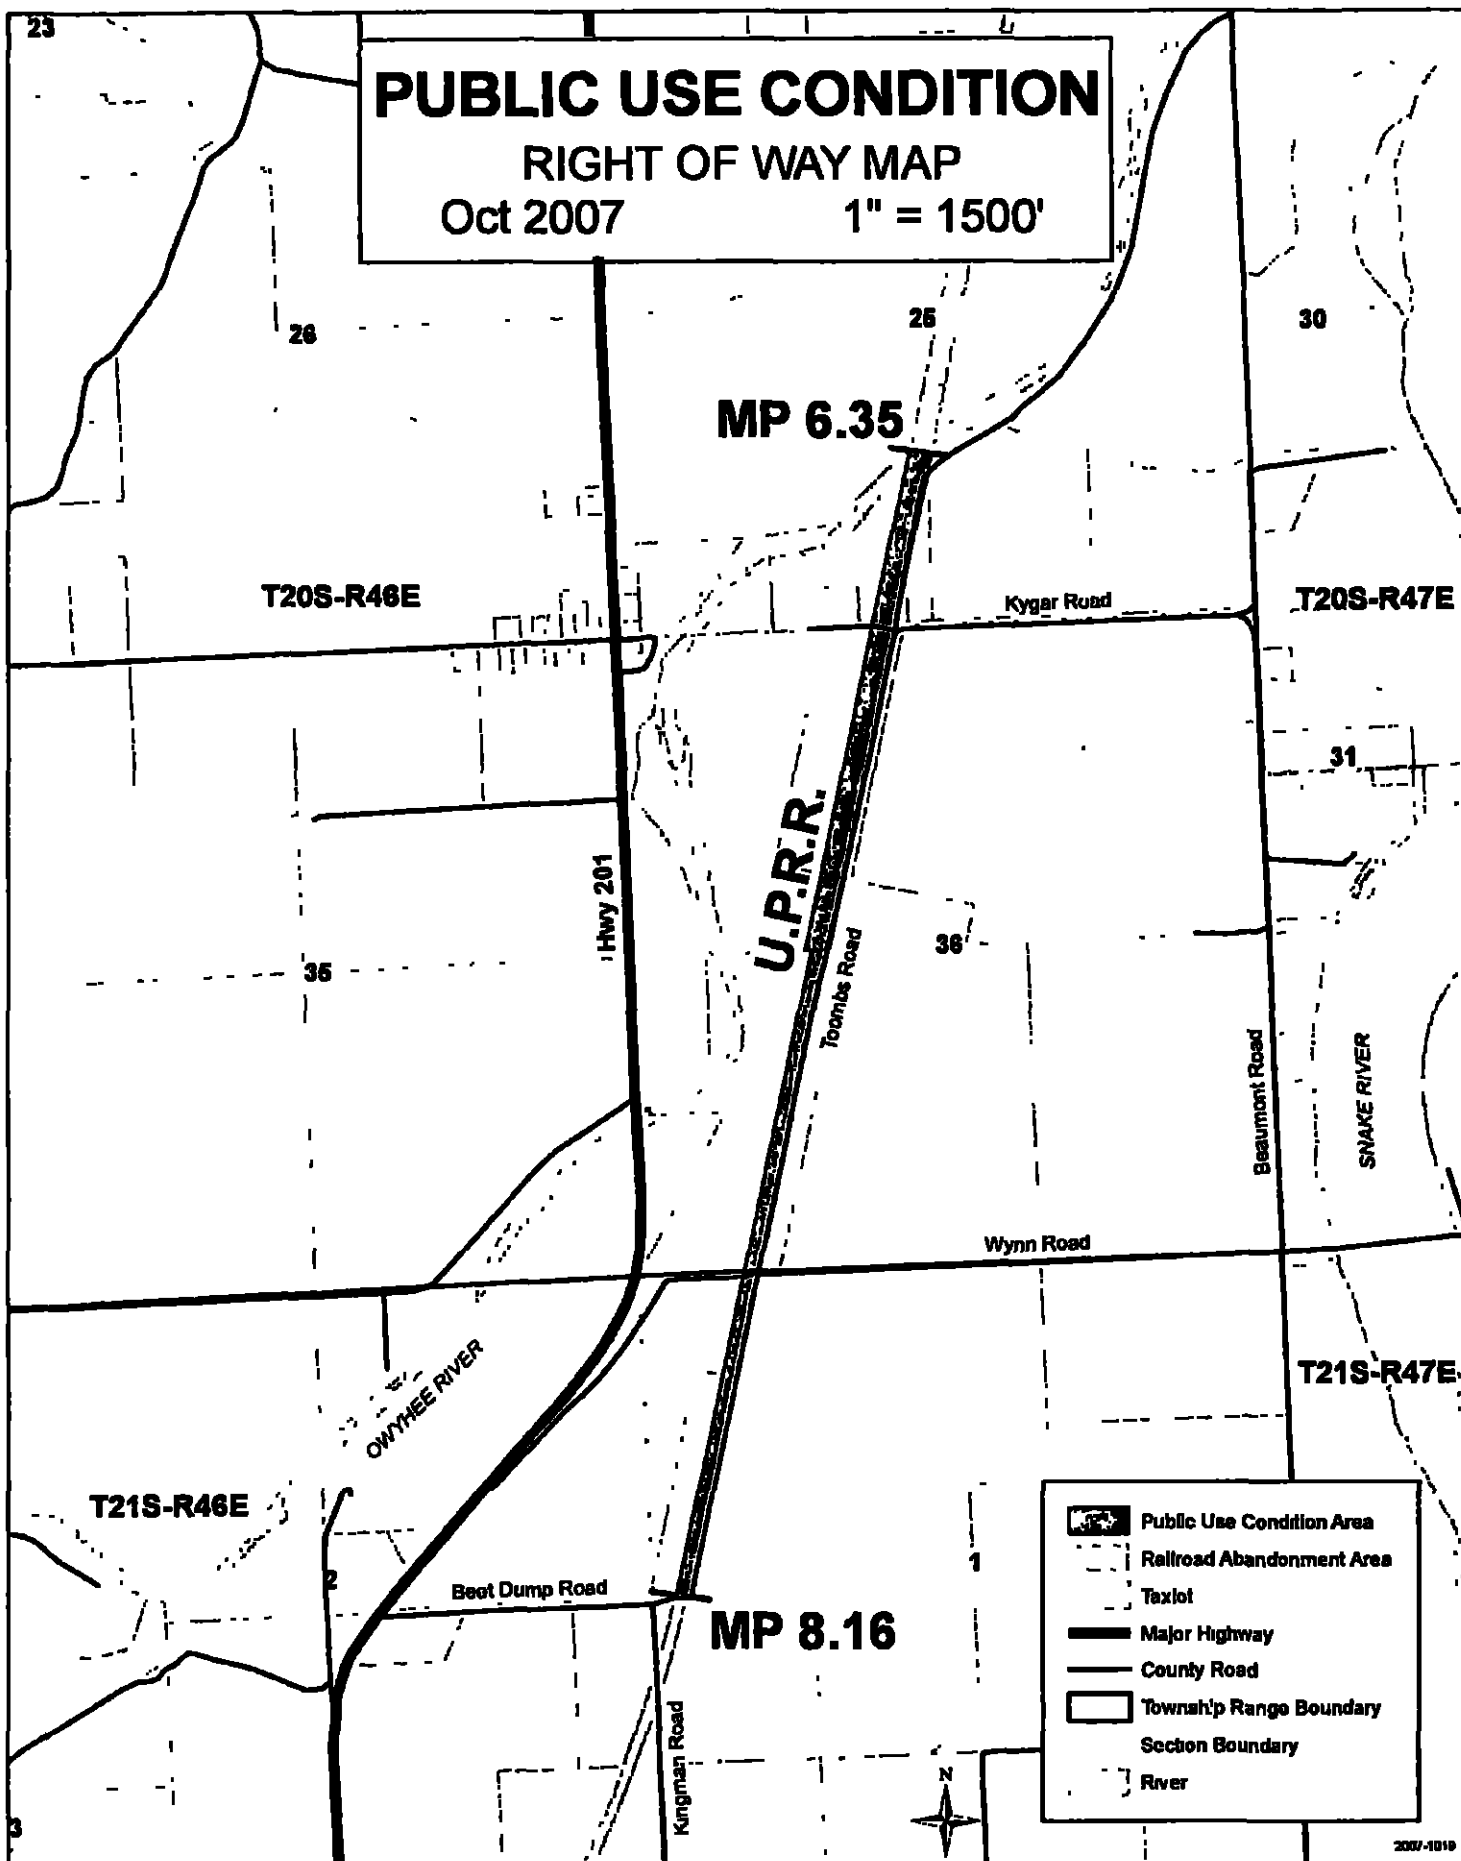 23
PUBLIC USE CONDITION
RIGHT OF WAY MAP
Oct 2007 1" = 1500'
26
25
30
MP 6.35
T20S-R46E
Kygar Road
T20S-R47E
31
U.P.R.R.
Hwy 201
35
36
Toombs Road
Beaumont Road
SNAKE RIVER
Wynn Road
OWYHEE RIVER
T21S-R47E
T21S-R46E
2
1
Beet Dump Road
MP 8.16
Kingman Road
3
N
Public Use Condition Area
Railroad Abandonment Area
Taxlot
Major Highway
County Road
Township Range Boundary
Section Boundary
River
2007-1019